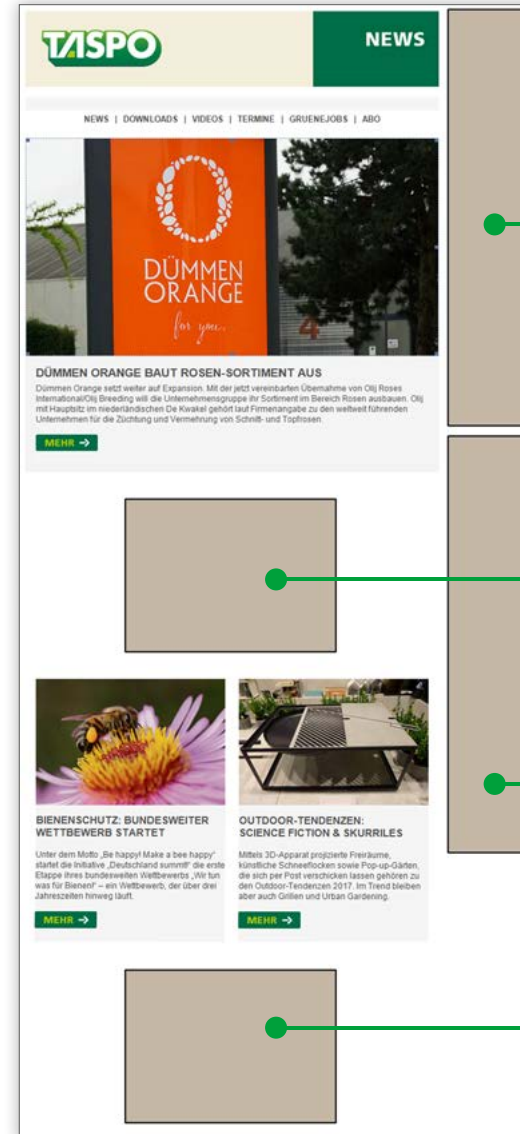 TASPO
NEWS
NEWS | DOWNLOADS | VIDEOS | TERMINE | GRUENEJOBS | ABO
DÜMMEN
ORANGE
for you.
4
DÜMMEN ORANGE BAUT ROSEN-SORTIMENT AUS
Dümmen Orange setzt weiter auf Expansion. Mit der jetzt vereinbarten Übernahme von Olij Roses
International/Olij Breeding will die Unternehmensgruppe ihr Sortiment im Bereich Rosen ausbauen. Olij
mit Hauptsitz im niederländischen De Kwakel gehört laut Firmenangabe zu den weltweit führenden
Unternehmen für die Züchtung und Vermehrung von Schnitt- und Topfrosen.
MEHR →
BIENENSCHUTZ: BUNDESWEITER
WETTBEWERB STARTET
Unter dem Motto „Be happy! Make a bee happy“
startet die Initiative „Deutschland summt!“ die erste
Etappe ihres bundesweiten Wettbewerbs „Wir tun
was für Bienen!“ – ein Wettbewerb, der über drei
Jahreszeiten hinweg läuft.
MEHR →
OUTDOOR-TENDENZEN:
SCIENCE FICTION & SKURRILES
Mittels 3D-Apparat projizierte Freiräume,
künstliche Schneeflocken sowie Pop-up-Gärten,
die sich per Post verschicken lassen gehören zu
den Outdoor-Tendenzen 2017. Im Trend bleiben
aber auch Grillen und Urban Gardening.
MEHR →